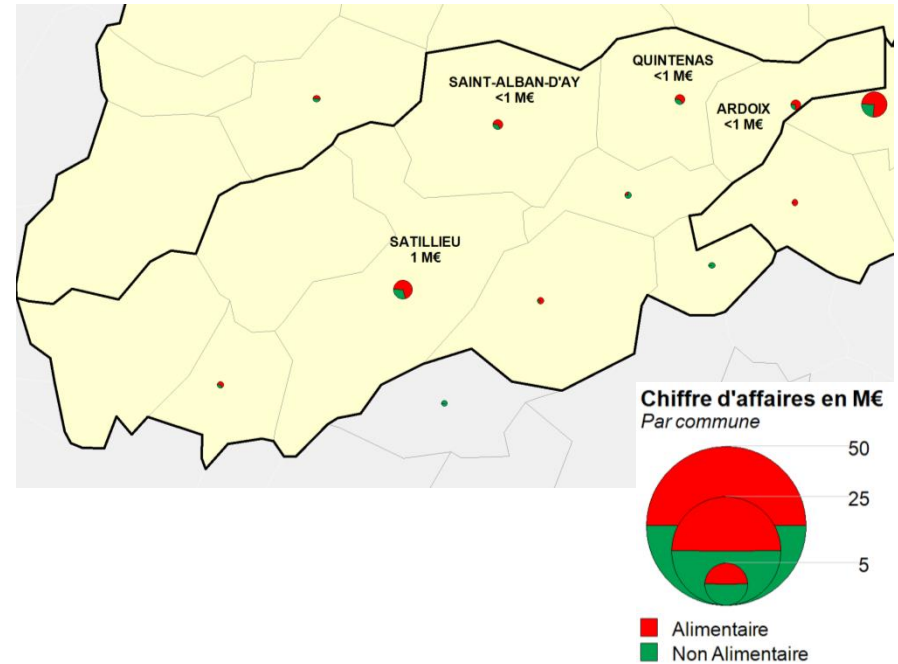 QUINTENAS
<1 M€
SAINT-ALBAN-D'AY
<1 M€
ARDOIX
<1 M€
SATILLIEU
1 M€
Chiffre d'affaires en M€
Par commune
50
25
5
Alimentaire
Non Alimentaire